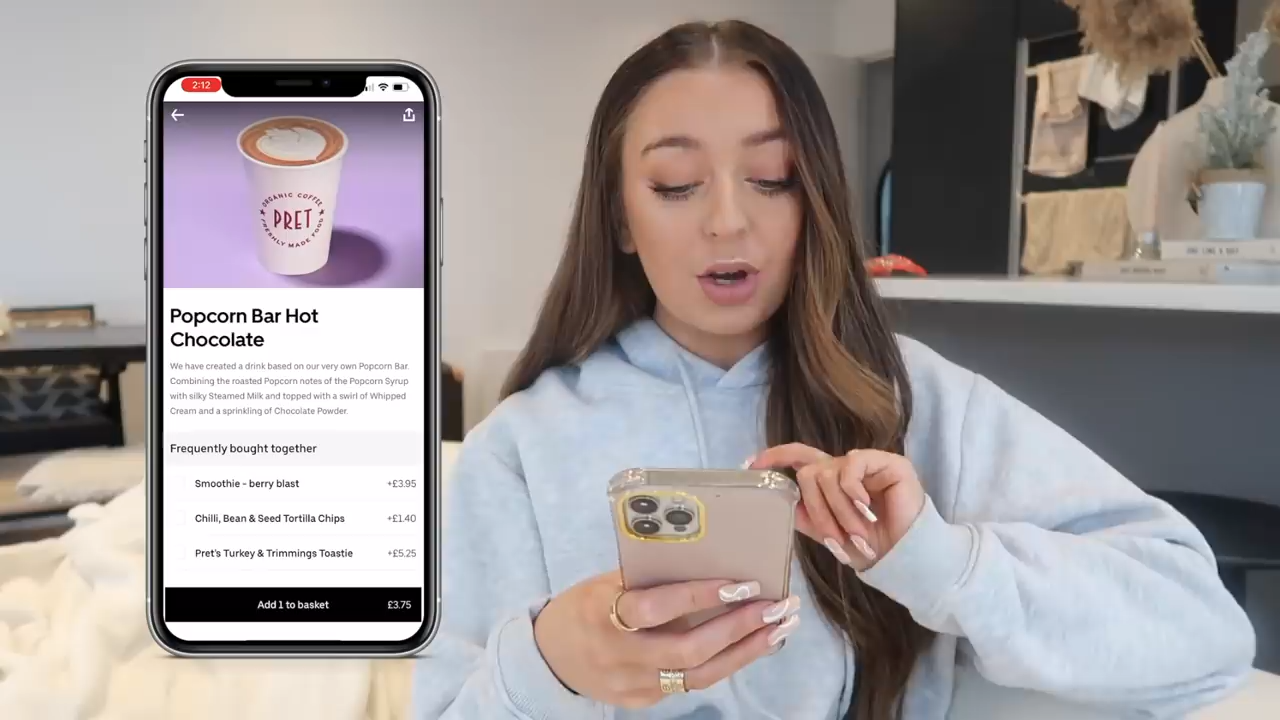 2:12
ORGANIC COFFEE
PRET
FRESHLY MADE FOOD
Popcorn Bar Hot
Chocolate
We have created a drink based on our very own Popcorn Bar.
Combining the roasted Popcorn notes of the Popcorn Syrup
with silky Steamed Milk and topped with a swirl of Whipped
Cream and a sprinkling of Chocolate Powder.
Frequently bought together
Smoothie - berry blast +£3.95
Chilli, Bean & Seed Tortilla Chips +£1.40
Pret's Turkey & Trimmings Toastie +£5.25
Add 1 to basket £3.75